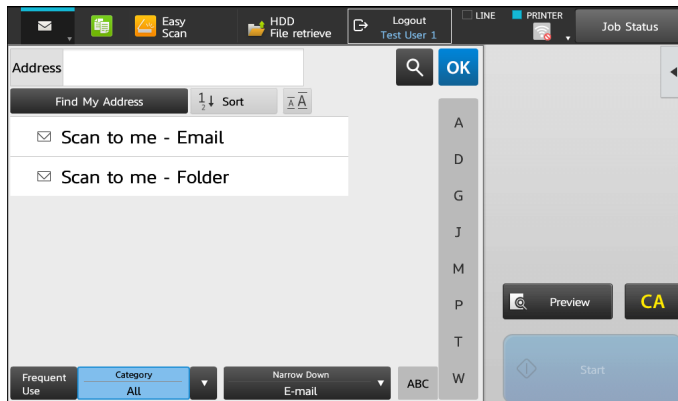 Easy
Scan
HDD
File retrieve
Logout
Test User 1
LINE
PRINTER
Job Status
Address
OK
Find My Address
1
2
Sort
A A
Scan to me - Email
Scan to me - Folder
A
D
G
J
M
P
T
W
Preview
CA
Start
Frequent
Use
Category
All
Narrow Down
E-mail
ABC